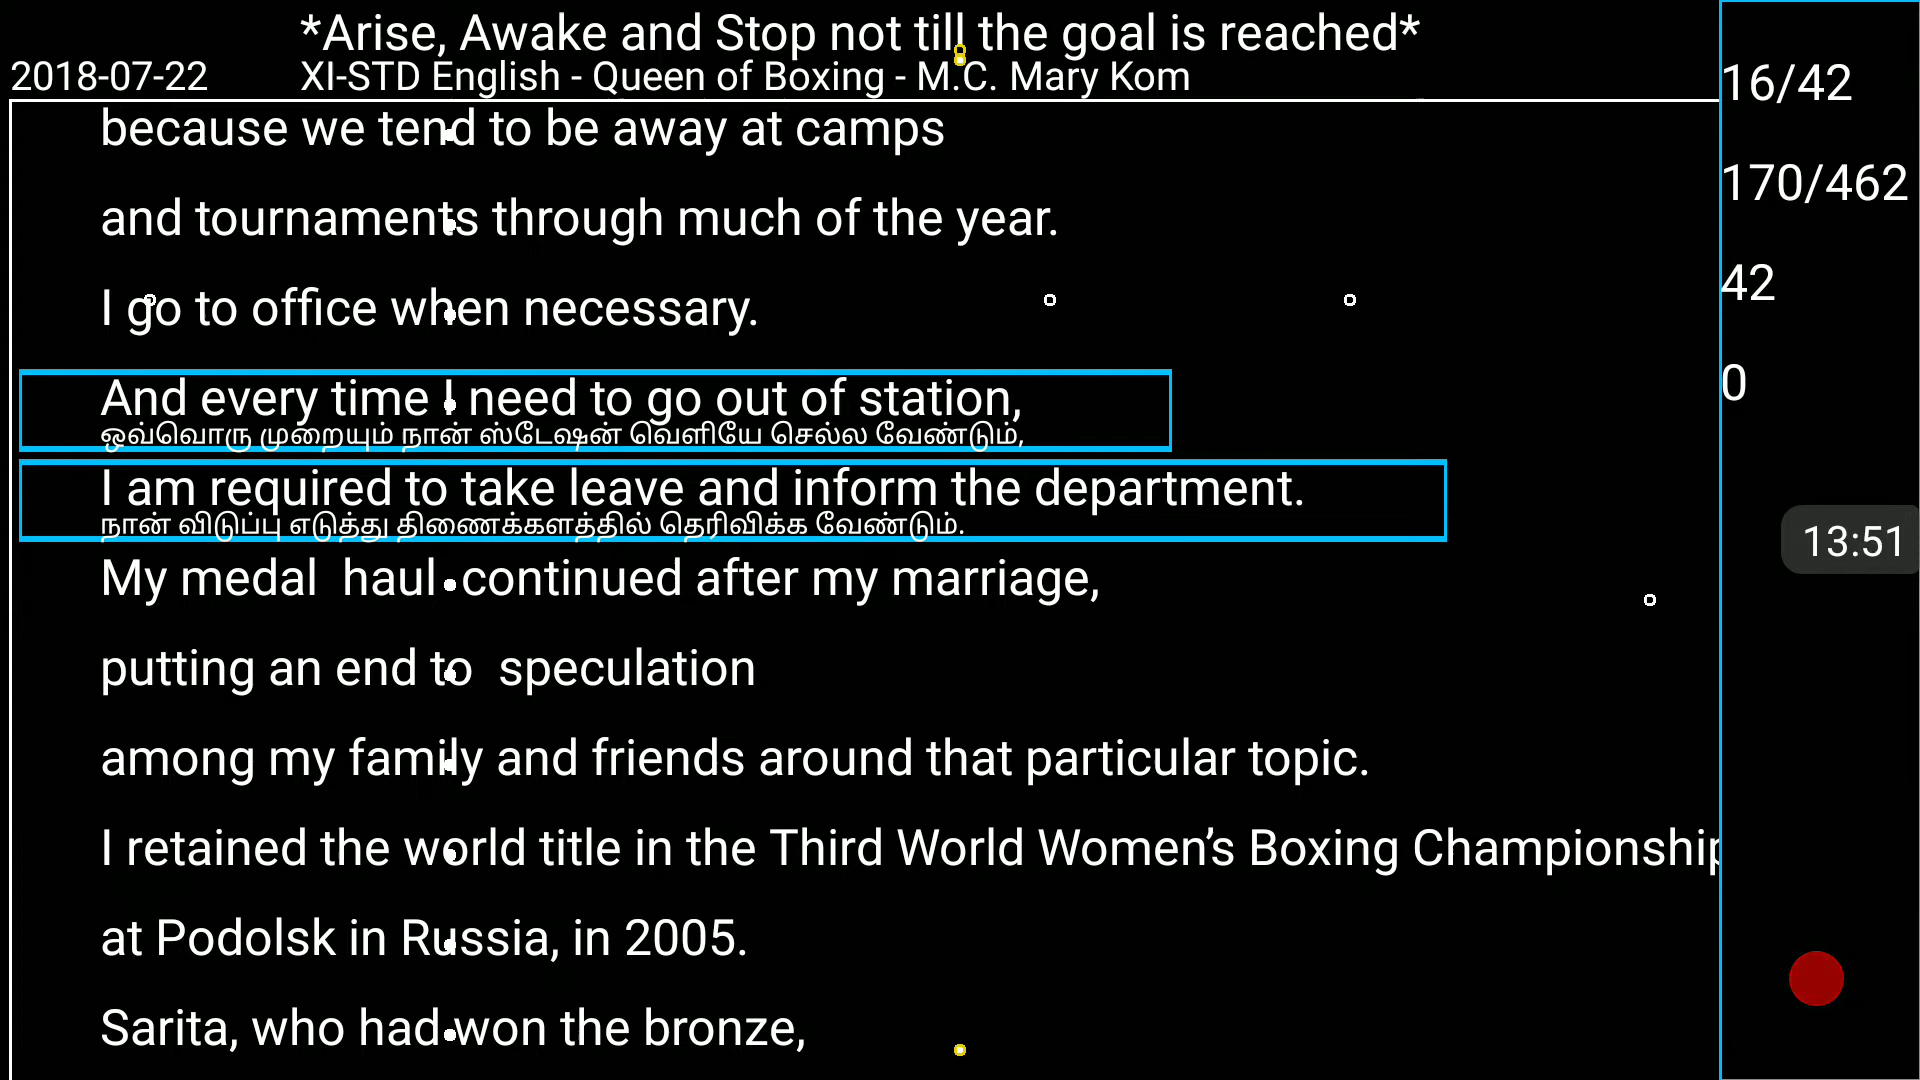 *Arise, Awake and Stop not till the goal is reached*
2018-07-22 XI-STD English - Queen of Boxing - M.C. Mary Kom
16/42
because we tend to be away at camps
170/462
and tournaments through much of the year.
42
I go to office when necessary.
0
And every time I need to go out of station,
ஒவ்வொரு முறையும் நான் ஸ்டேஷன் வெளியே செல்ல வேண்டும்,
I am required to take leave and inform the department.
நான் விடுப்பு எடுத்து திணைக்களத்தில் தெரிவிக்க வேண்டும்.
13:51
My medal haul continued after my marriage,
putting an end to speculation
among my family and friends around that particular topic.
I retained the world title in the Third World Women’s Boxing Championship
at Podolsk in Russia, in 2005.
Sarita, who had won the bronze,